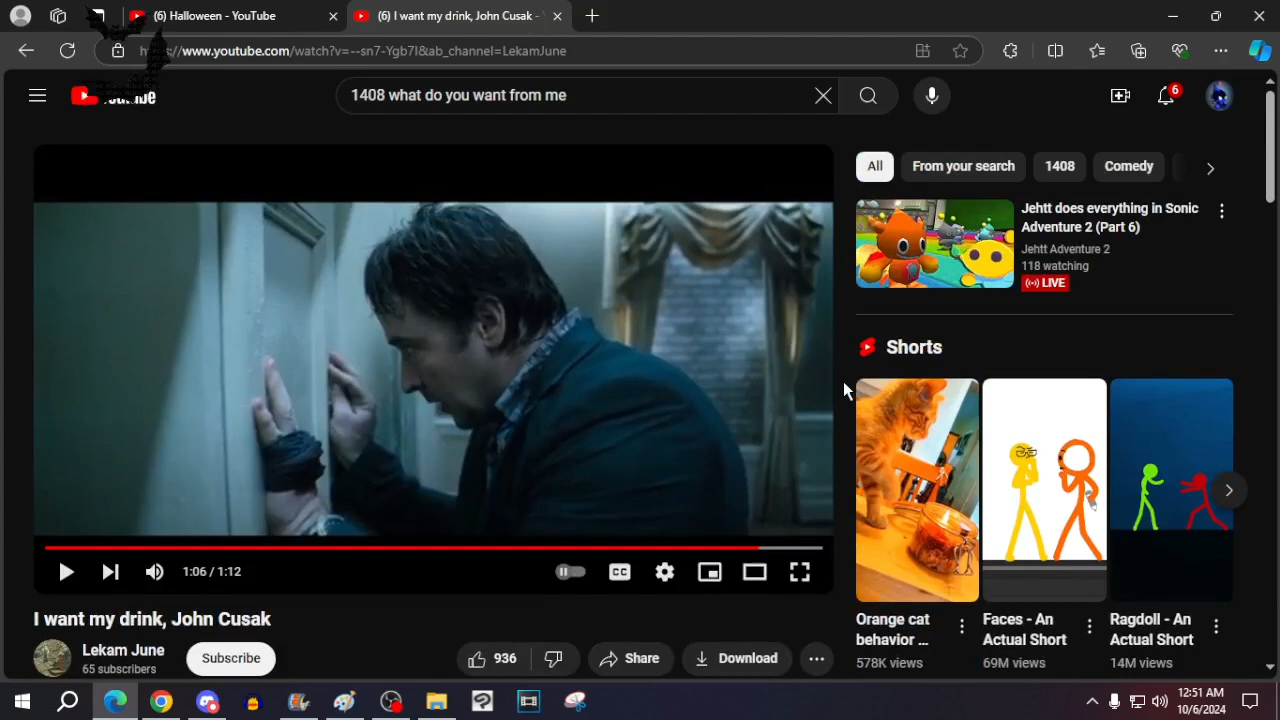 (6) Halloween - YouTube
(6) I want my drink, John Cusak -
https://www.youtube.com/watch?v=--sn7-Ygb7I&ab_channel=LekamJune
YouTube
1408 what do you want from me
6
All
From your search
1408
Comedy
Jehtt does everything in Sonic
Adventure 2 (Part 6)
Jehtt Adventure 2
118 watching
LIVE
Shorts
1:06 / 1:12
CC
I want my drink, John Cusak
Lekam June
65 subscribers
Subscribe
936
Share
Download
Orange cat
behavior ...
578K views
Faces - An
Actual Short
69M views
Ragdoll - An
Actual Short
14M views
12:51 AM
10/6/2024